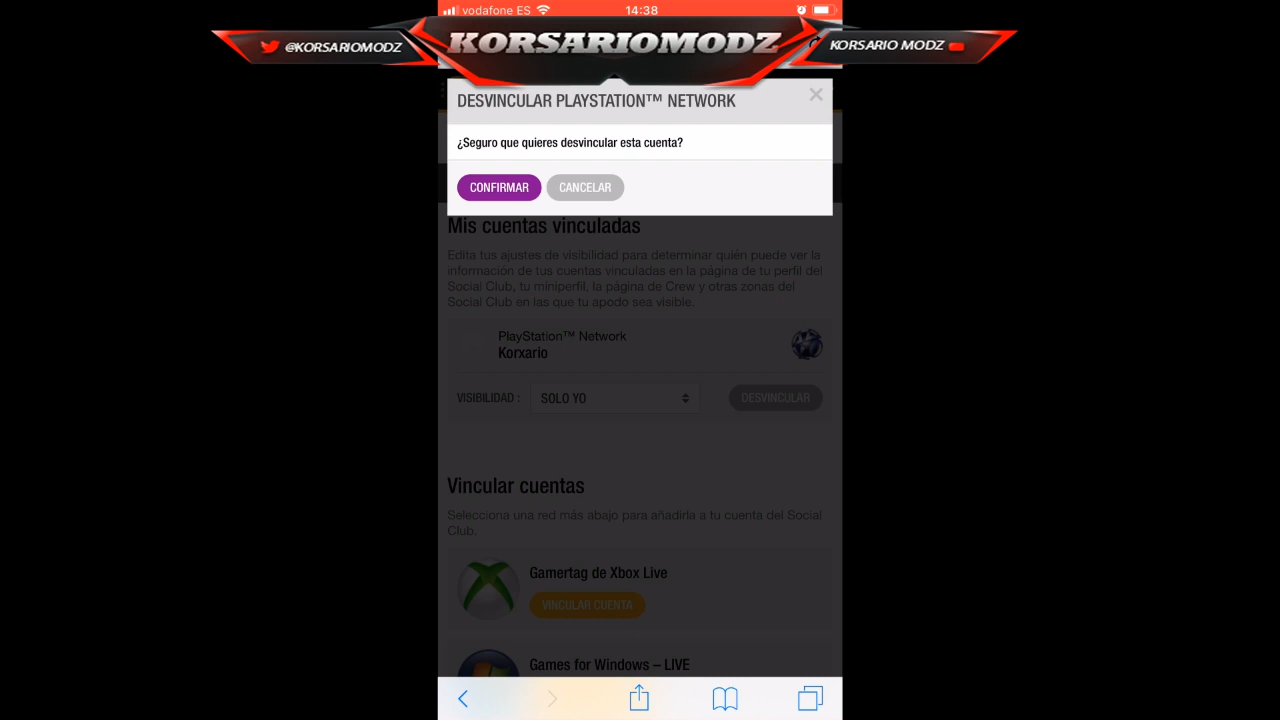 vodafone ES
14:38
@KORSARIOMODZ
KORSARIOMODZ
KORSARIO MODZ
DESVINCULAR PLAYSTATION™ NETWORK
¿Seguro que quieres desvincular esta cuenta?
CONFIRMAR
CANCELAR
Mis cuentas vinculadas
Edita tus ajustes de visibilidad para determinar quién puede ver la
información de tus cuentas vinculadas en la página de tu perfil del
Social Club, tu miniperfil, la página de Crew y otras zonas del
Social Club en las que tu apodo sea visible.
PlayStation™ Network
Korxario
VISIBILIDAD :
SOLO YO
DESVINCULAR
Vincular cuentas
Selecciona una red más abajo para añadirla a tu cuenta del Social
Club.
Gamertag de Xbox Live
VINCULAR CUENTA
Games for Windows – LIVE